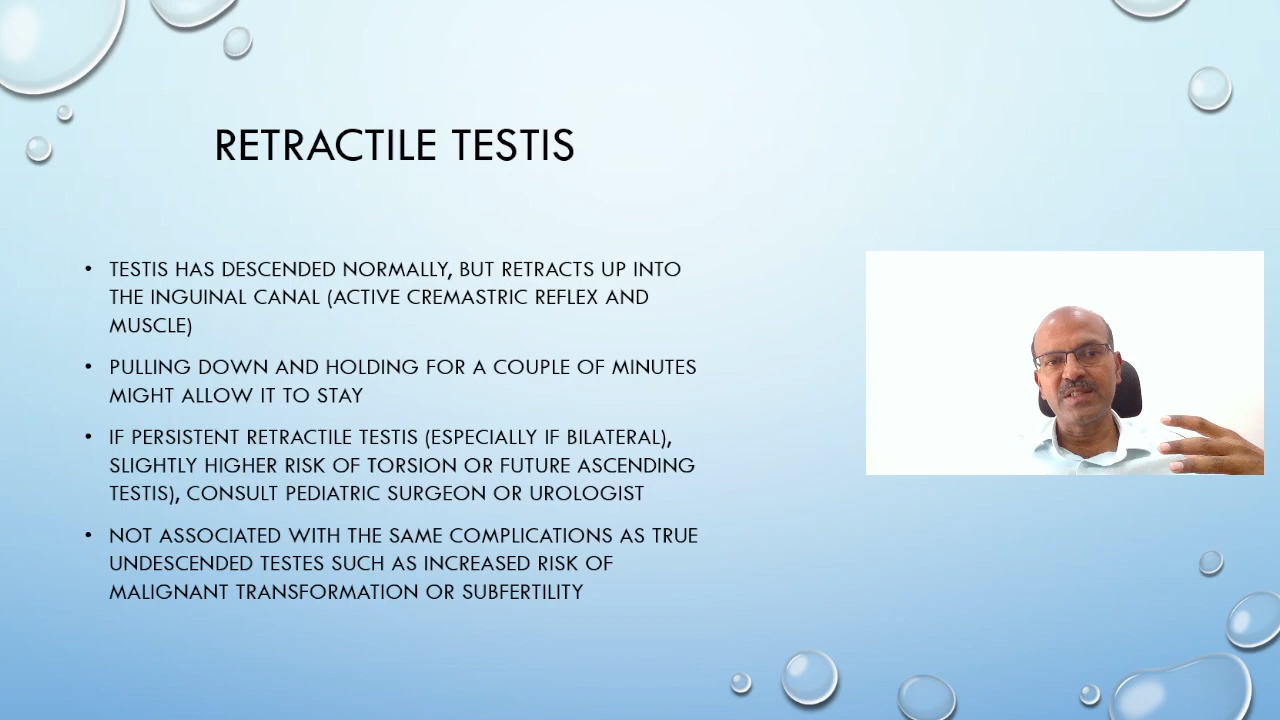 RETRACTILE TESTIS
• TESTIS HAS DESCENDED NORMALLY, BUT RETRACTS UP INTO
THE INGUINAL CANAL (ACTIVE CREMASTRIC REFLEX AND
MUSCLE)
• PULLING DOWN AND HOLDING FOR A COUPLE OF MINUTES
MIGHT ALLOW IT TO STAY
• IF PERSISTENT RETRACTILE TESTIS (ESPECIALLY IF BILATERAL),
SLIGHTLY HIGHER RISK OF TORSION OR FUTURE ASCENDING
TESTIS), CONSULT PEDIATRIC SURGEON OR UROLOGIST
• NOT ASSOCIATED WITH THE SAME COMPLICATIONS AS TRUE
UNDESCENDED TESTES SUCH AS INCREASED RISK OF
MALIGNANT TRANSFORMATION OR SUBFERTILITY